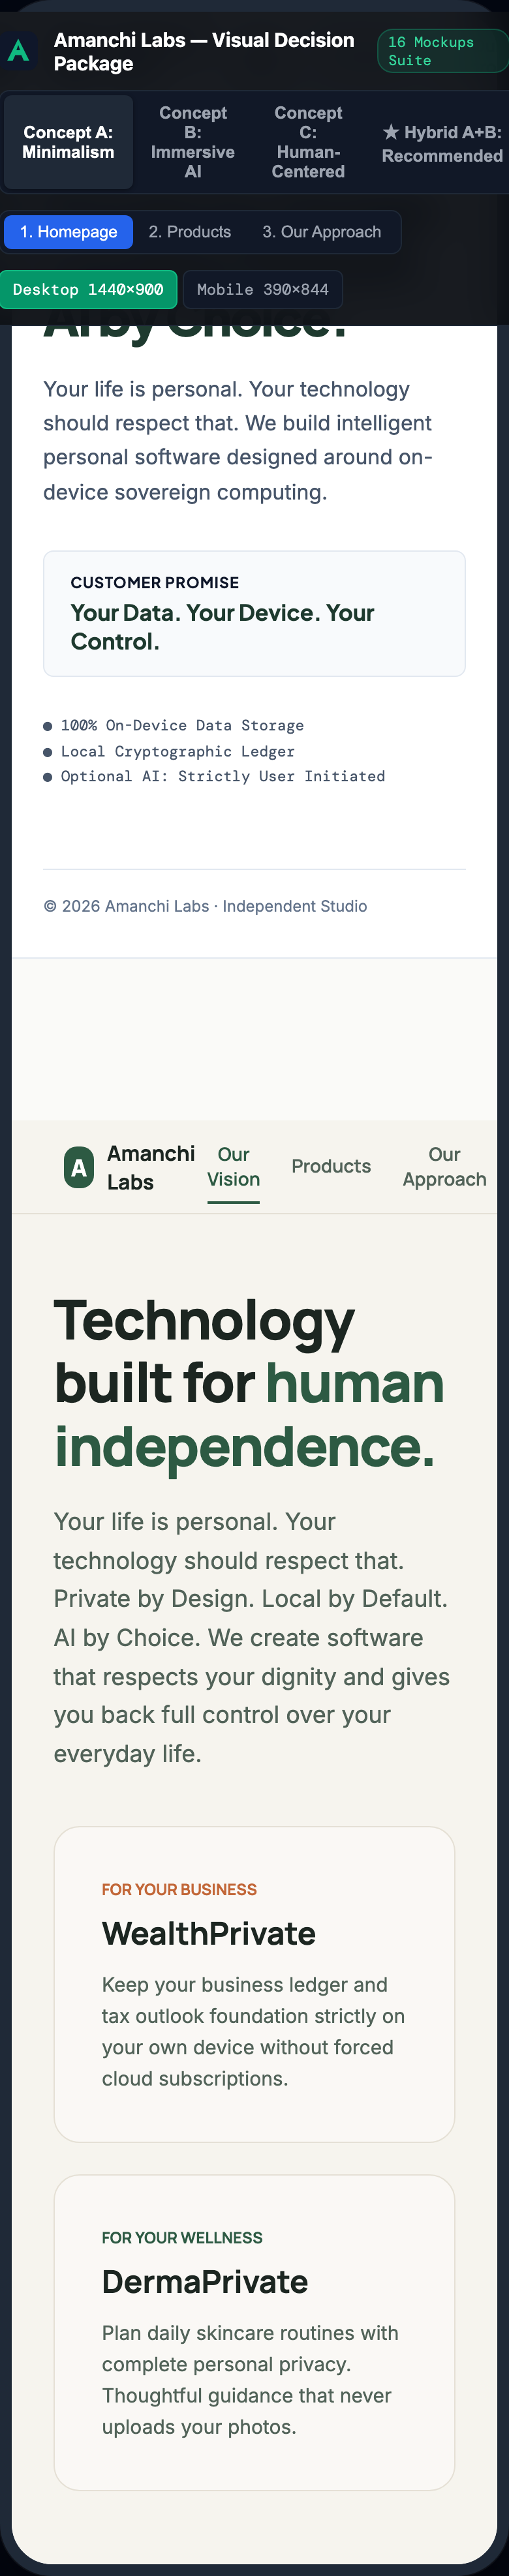 A
Amanchi Labs — Visual Decision
Package
16 Mockups
Suite
Concept A:
Minimalism
Concept
B:
Immersive
AI
Concept
C:
Human-
Centered
★ Hybrid A+B:
Recommended
1. Homepage
2. Products
3. Our Approach
Desktop 1440×900
Mobile 390×844
AI by Choice.
Your life is personal. Your technology
should respect that. We build intelligent
personal software designed around on-
device sovereign computing.
CUSTOMER PROMISE
Your Data. Your Device. Your
Control.
● 100% On-Device Data Storage
● Local Cryptographic Ledger
● Optional AI: Strictly User Initiated
© 2026 Amanchi Labs · Independent Studio
A
Amanchi
Labs
Our
Vision
Products
Our
Approach
Technology
built for human
independence.
Your life is personal. Your
technology should respect that.
Private by Design. Local by Default.
AI by Choice. We create software
that respects your dignity and gives
you back full control over your
everyday life.
FOR YOUR BUSINESS
WealthPrivate
Keep your business ledger and
tax outlook foundation strictly on
your own device without forced
cloud subscriptions.
FOR YOUR WELLNESS
DermaPrivate
Plan daily skincare routines with
complete personal privacy.
Thoughtful guidance that never
uploads your photos.